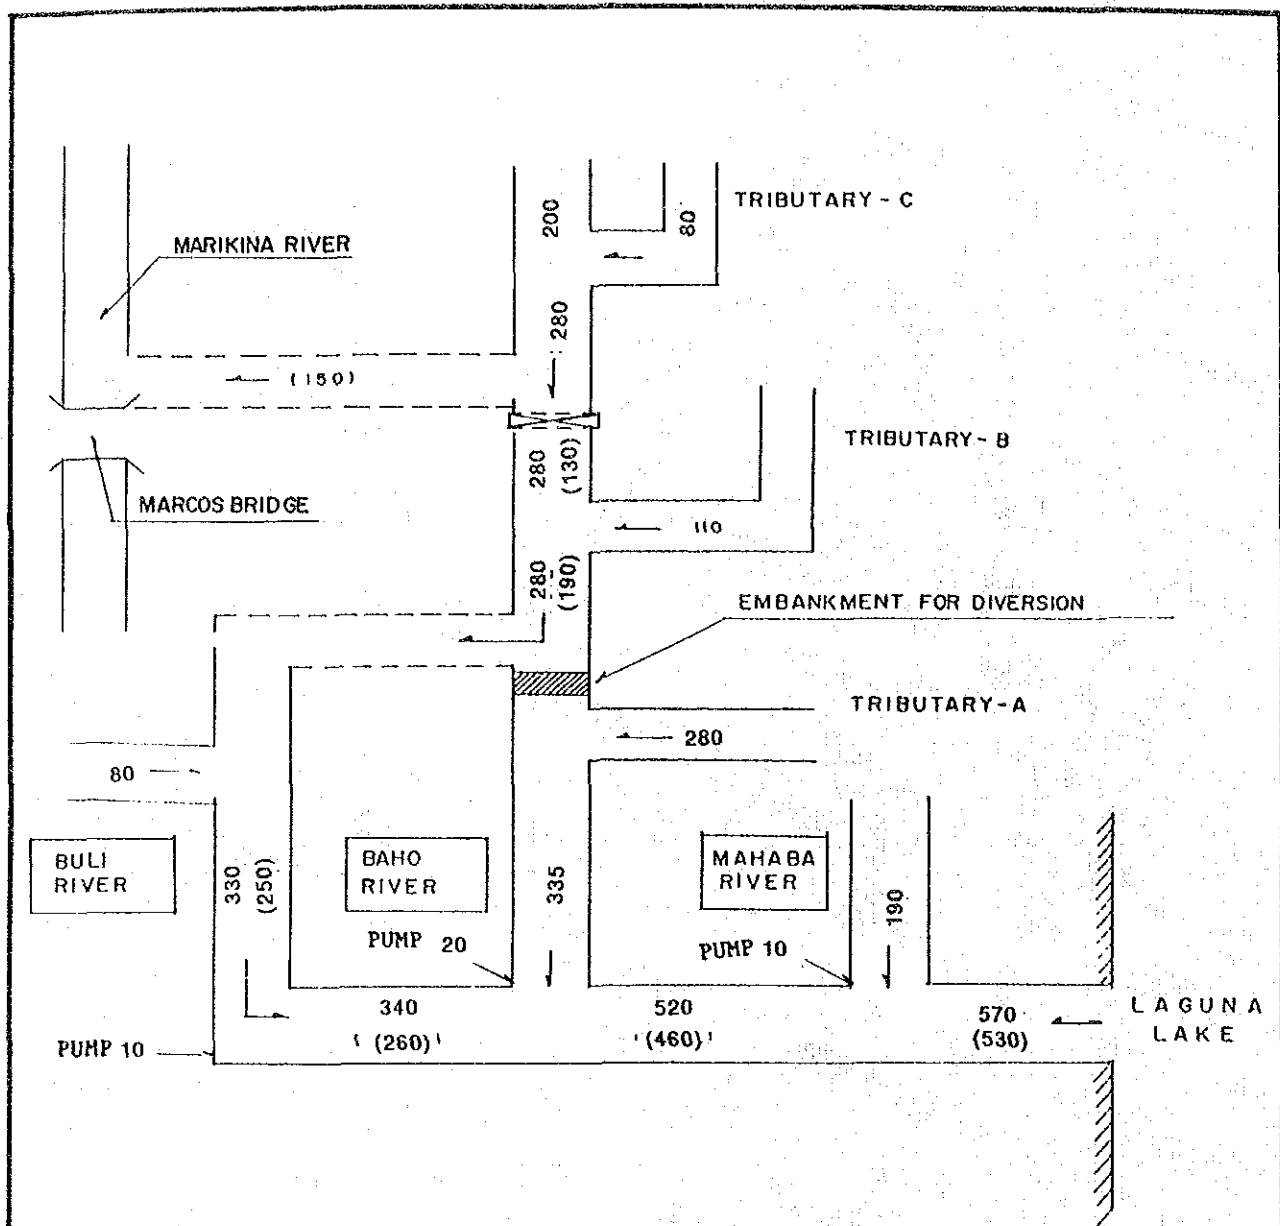 TRIBUTARY - C
200
80
MARIKINA RIVER
280
(150)
TRIBUTARY - B
280
(130)
MARCOS BRIDGE
110
280
(190)
EMBANKMENT FOR DIVERSION
TRIBUTARY - A
280
80
BULI
RIVER
BAHO
RIVER
MAHABA
RIVER
330
(250)
335
190
PUMP 20
PUMP 10
340
(260)
520
(460)
570
(530)
LAGUNA
LAKE
PUMP 10